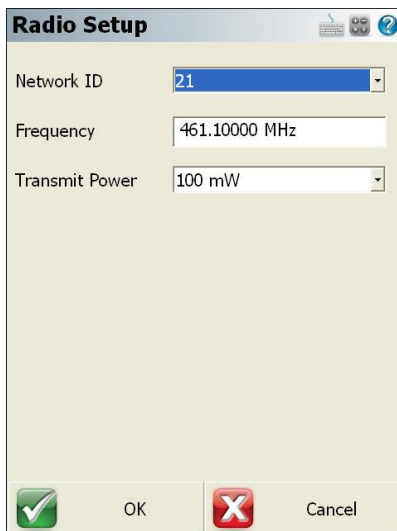 Radio Setup
Network ID 21
Frequency 461.10000 MHz
Transmit Power 100 mW
OK Cancel